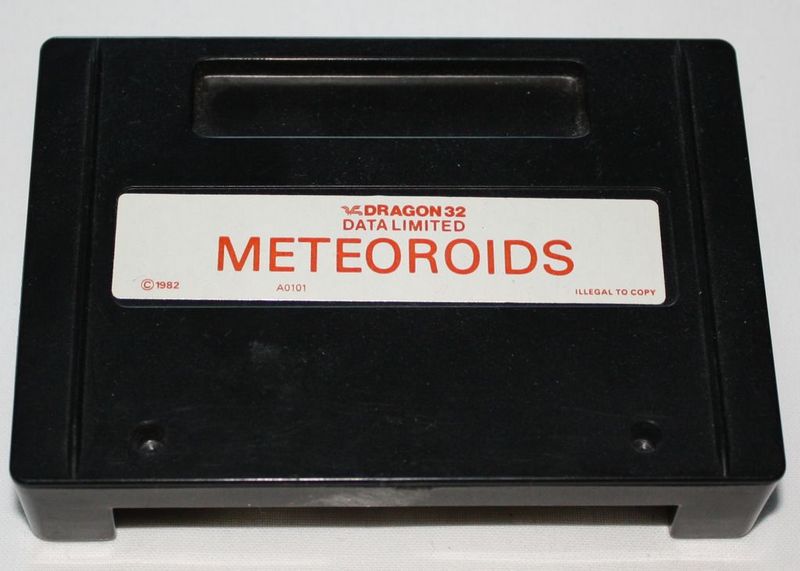 DRAGON 32
DATA LIMITED
METEOROIDS
© 1982 A0101 ILLEGAL TO COPY